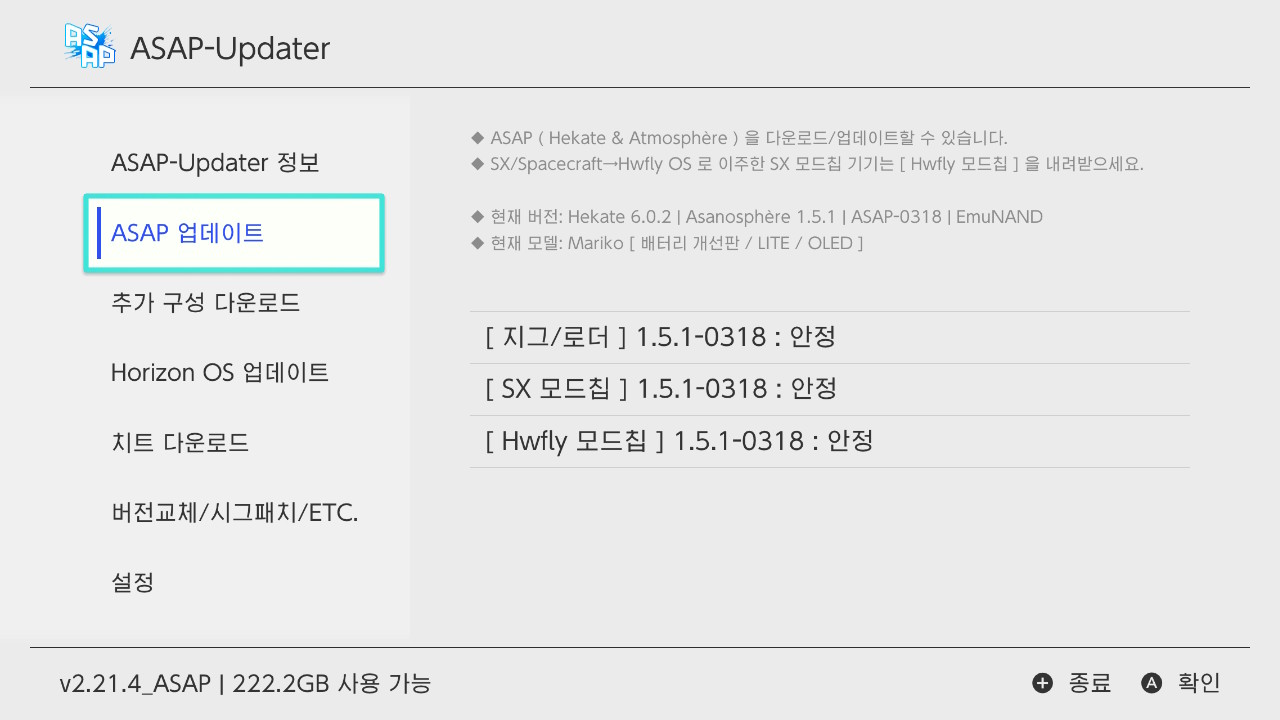 ASAP
ASAP-Updater
ASAP-Updater 정보
ASAP 업데이트
추가 구성 다운로드
Horizon OS 업데이트
치트 다운로드
버전교체/시그패치/ETC.
설정
◆ ASAP ( Hekate & Atmosphère ) 을 다운로드/업데이트할 수 있습니다.
◆ SX/Spacecraft→Hwfly OS 로 이주한 SX 모드칩 기기는 [ Hwfly 모드칩 ] 을 내려받으세요.
◆ 현재 버전: Hekate 6.0.2 | Asanosphère 1.5.1 | ASAP-0318 | EmuNAND
◆ 현재 모델: Mariko [ 배터리 개선판 / LITE / OLED ]
[ 지그/로더 ] 1.5.1-0318 : 안정
[ SX 모드칩 ] 1.5.1-0318 : 안정
[ Hwfly 모드칩 ] 1.5.1-0318 : 안정
v2.21.4_ASAP | 222.2GB 사용 가능
+ 종료 A 확인